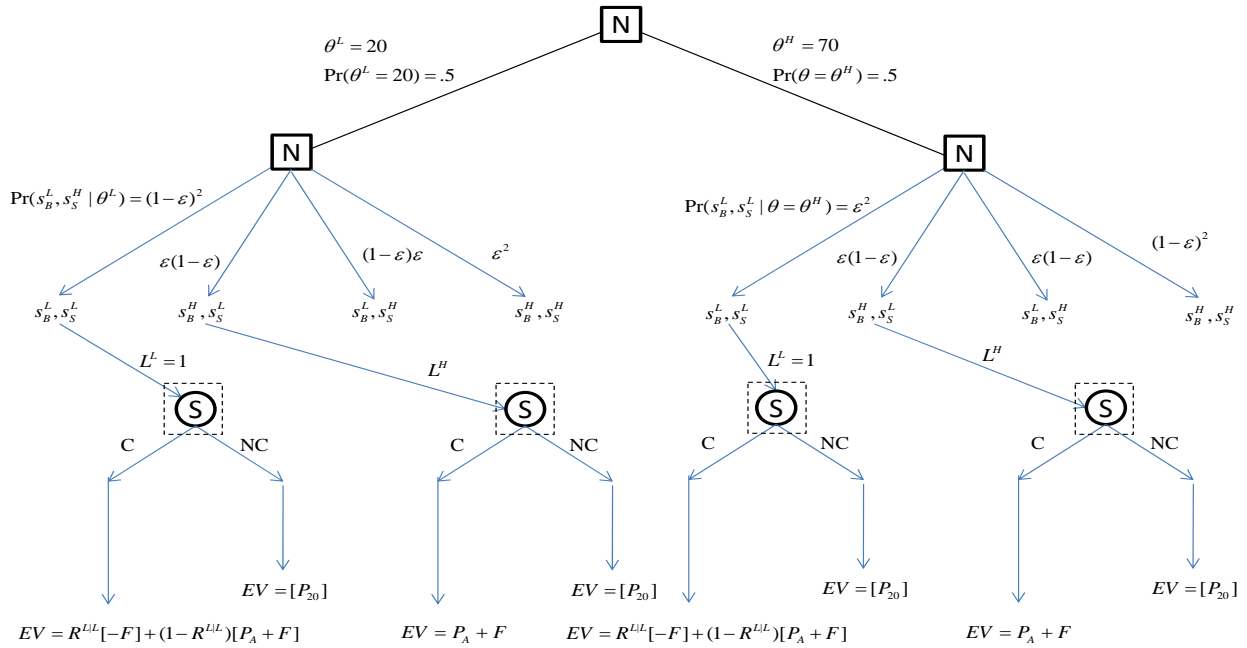 N
θ^L = 20
Pr(θ^L = 20) = .5
θ^H = 70
Pr(θ = θ^H) = .5
N
N
Pr(s_B^L, s_S^H | θ^L) = (1−ε)^2
ε(1−ε)
(1−ε)ε
ε^2
Pr(s_B^L, s_S^L | θ = θ^H) = ε^2
ε(1−ε)
ε(1−ε)
(1−ε)^2
s_B^L, s_S^L
s_B^H, s_S^L
s_B^L, s_S^H
s_B^H, s_S^H
s_B^L, s_S^L
s_B^H, s_S^L
s_B^L, s_S^H
s_B^H, s_S^H
L^L = 1
L^H
L^L = 1
L^H
S
S
S
S
C
NC
C
NC
C
NC
C
NC
EV = [P_20]
EV = [P_20]
EV = [P_20]
EV = [P_20]
EV = R^{L|L}[−F] + (1−R^{L|L})[P_A + F]
EV = P_A + F
EV = R^{L|L}[−F] + (1−R^{L|L})[P_A + F]
EV = P_A + F